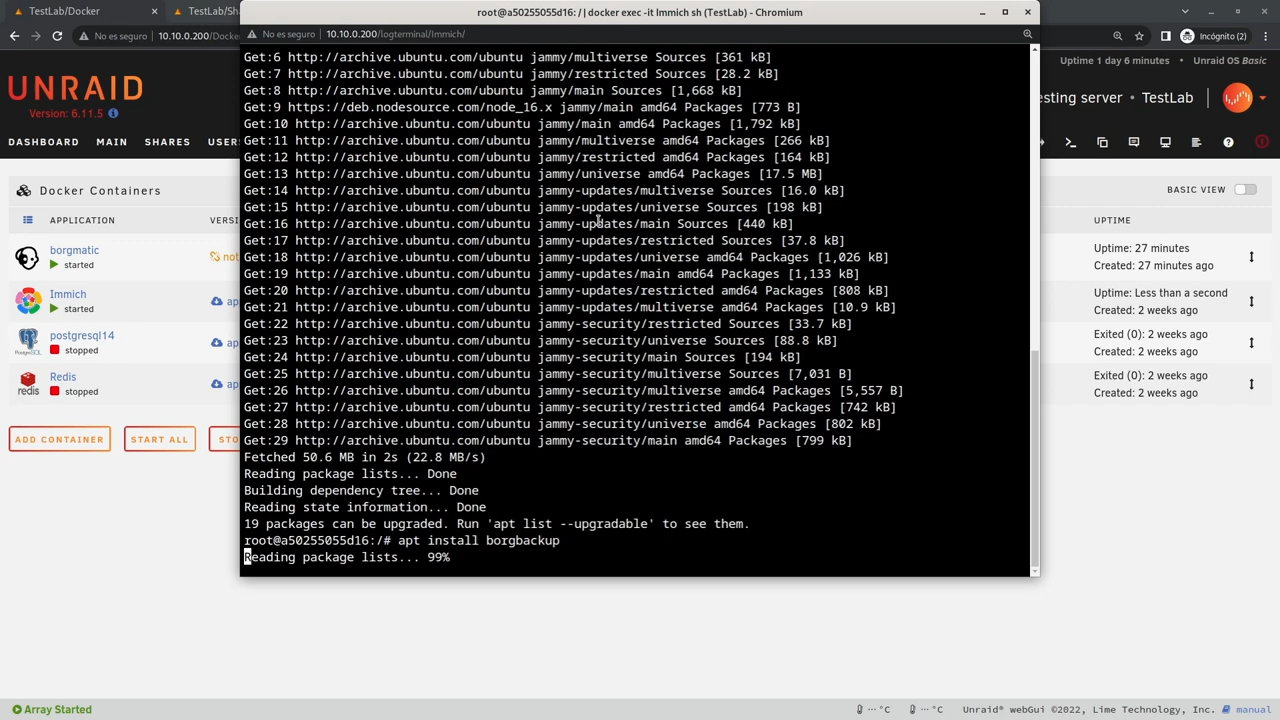 TestLab/Docker
TestLab/Sh
root@a50255055d16: / | docker exec -it Immich sh (TestLab) - Chromium
No es seguro
10.10.0.200/Docke
No es seguro
10.10.0.200/logterminal/Immich/
Incógnito (2)
UNRAID
Version: 6.11.5
Uptime 1 day 6 minutes
Unraid OS Basic
esting server • TestLab
DASHBOARD
MAIN
SHARES
USER
Docker Containers
BASIC VIEW
APPLICATION
VERSI
UPTIME
borgmatic
started
not
Uptime: 27 minutes
Created: 27 minutes ago
Immich
started
ap
Uptime: Less than a second
Created: 2 weeks ago
postgresql14
stopped
ap
Exited (0): 2 weeks ago
Created: 2 weeks ago
Redis
stopped
ap
Exited (0): 2 weeks ago
Created: 2 weeks ago
ADD CONTAINER
START ALL
STO
Get:6 http://archive.ubuntu.com/ubuntu jammy/multiverse Sources [361 kB]
Get:7 http://archive.ubuntu.com/ubuntu jammy/restricted Sources [28.2 kB]
Get:8 http://archive.ubuntu.com/ubuntu jammy/main Sources [1,668 kB]
Get:9 https://deb.nodesource.com/node_16.x jammy/main amd64 Packages [773 B]
Get:10 http://archive.ubuntu.com/ubuntu jammy/main amd64 Packages [1,792 kB]
Get:11 http://archive.ubuntu.com/ubuntu jammy/multiverse amd64 Packages [266 kB]
Get:12 http://archive.ubuntu.com/ubuntu jammy/restricted amd64 Packages [164 kB]
Get:13 http://archive.ubuntu.com/ubuntu jammy/universe amd64 Packages [17.5 MB]
Get:14 http://archive.ubuntu.com/ubuntu jammy-updates/multiverse Sources [16.0 kB]
Get:15 http://archive.ubuntu.com/ubuntu jammy-updates/universe Sources [198 kB]
Get:16 http://archive.ubuntu.com/ubuntu jammy-updates/main Sources [440 kB]
Get:17 http://archive.ubuntu.com/ubuntu jammy-updates/restricted Sources [37.8 kB]
Get:18 http://archive.ubuntu.com/ubuntu jammy-updates/universe amd64 Packages [1,026 kB]
Get:19 http://archive.ubuntu.com/ubuntu jammy-updates/main amd64 Packages [1,133 kB]
Get:20 http://archive.ubuntu.com/ubuntu jammy-updates/restricted amd64 Packages [808 kB]
Get:21 http://archive.ubuntu.com/ubuntu jammy-updates/multiverse amd64 Packages [10.9 kB]
Get:22 http://archive.ubuntu.com/ubuntu jammy-security/restricted Sources [33.7 kB]
Get:23 http://archive.ubuntu.com/ubuntu jammy-security/universe Sources [88.8 kB]
Get:24 http://archive.ubuntu.com/ubuntu jammy-security/main Sources [194 kB]
Get:25 http://archive.ubuntu.com/ubuntu jammy-security/multiverse Sources [7,031 B]
Get:26 http://archive.ubuntu.com/ubuntu jammy-security/multiverse amd64 Packages [5,557 B]
Get:27 http://archive.ubuntu.com/ubuntu jammy-security/restricted amd64 Packages [742 kB]
Get:28 http://archive.ubuntu.com/ubuntu jammy-security/universe amd64 Packages [802 kB]
Get:29 http://archive.ubuntu.com/ubuntu jammy-security/main amd64 Packages [799 kB]
Fetched 50.6 MB in 2s (22.8 MB/s)
Reading package lists... Done
Building dependency tree... Done
Reading state information... Done
19 packages can be upgraded. Run 'apt list --upgradable' to see them.
root@a50255055d16:/# apt install borgbackup
Reading package lists... 99%
Array Started
··· °C
··· °C
Unraid® webGui ©2022, Lime Technology, Inc.
manual